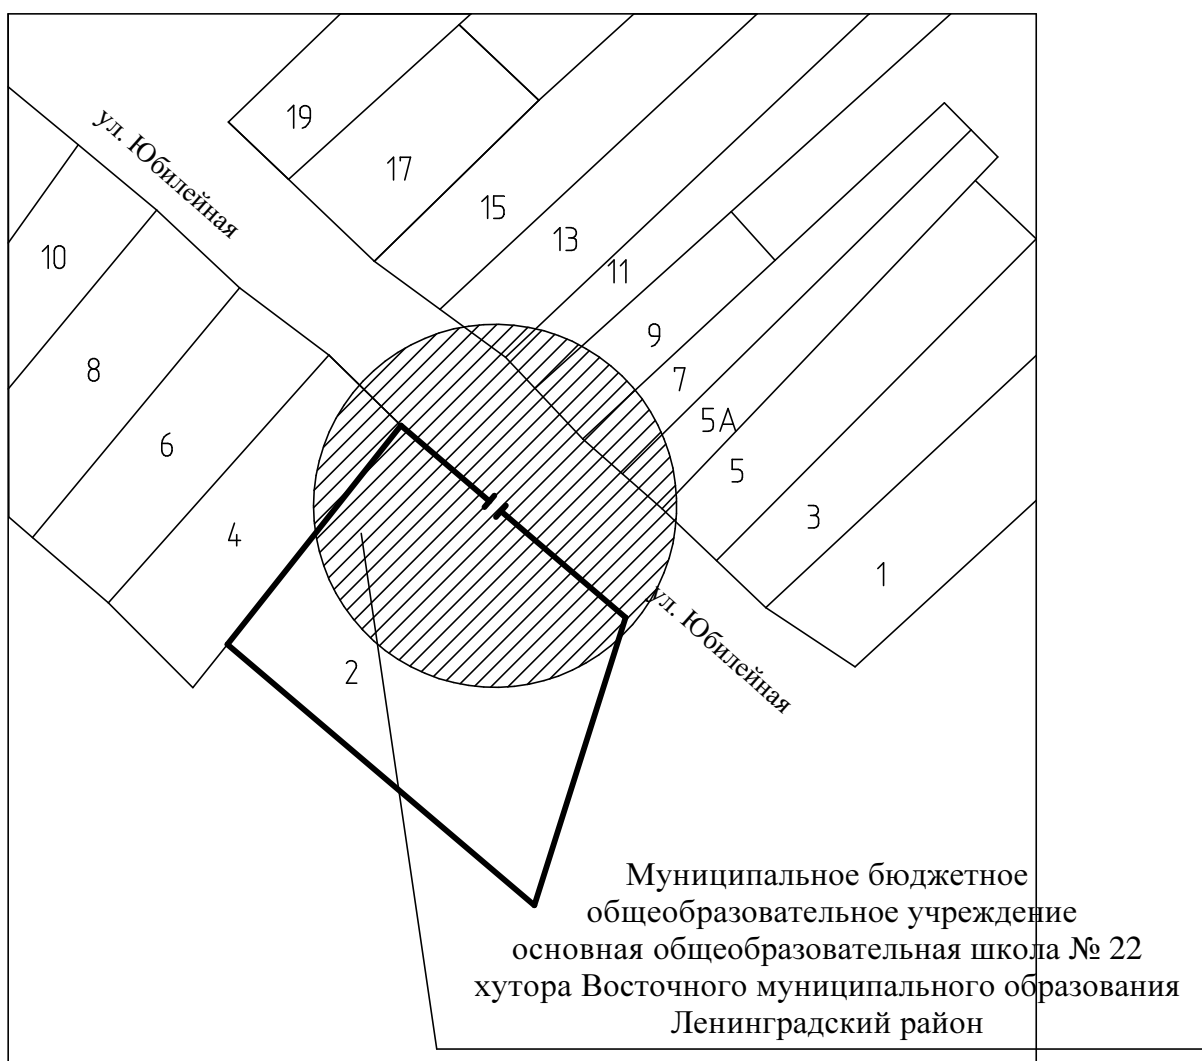 19
ул. Юбилейная
17
15
13
10
11
9
8
7
5А
6
5
3
4
1
ул. Юбилейная
2
Муниципальное бюджетное
общеобразовательное учреждение
основная общеобразовательная школа № 22
хутора Восточного муниципального образования
Ленинградский район